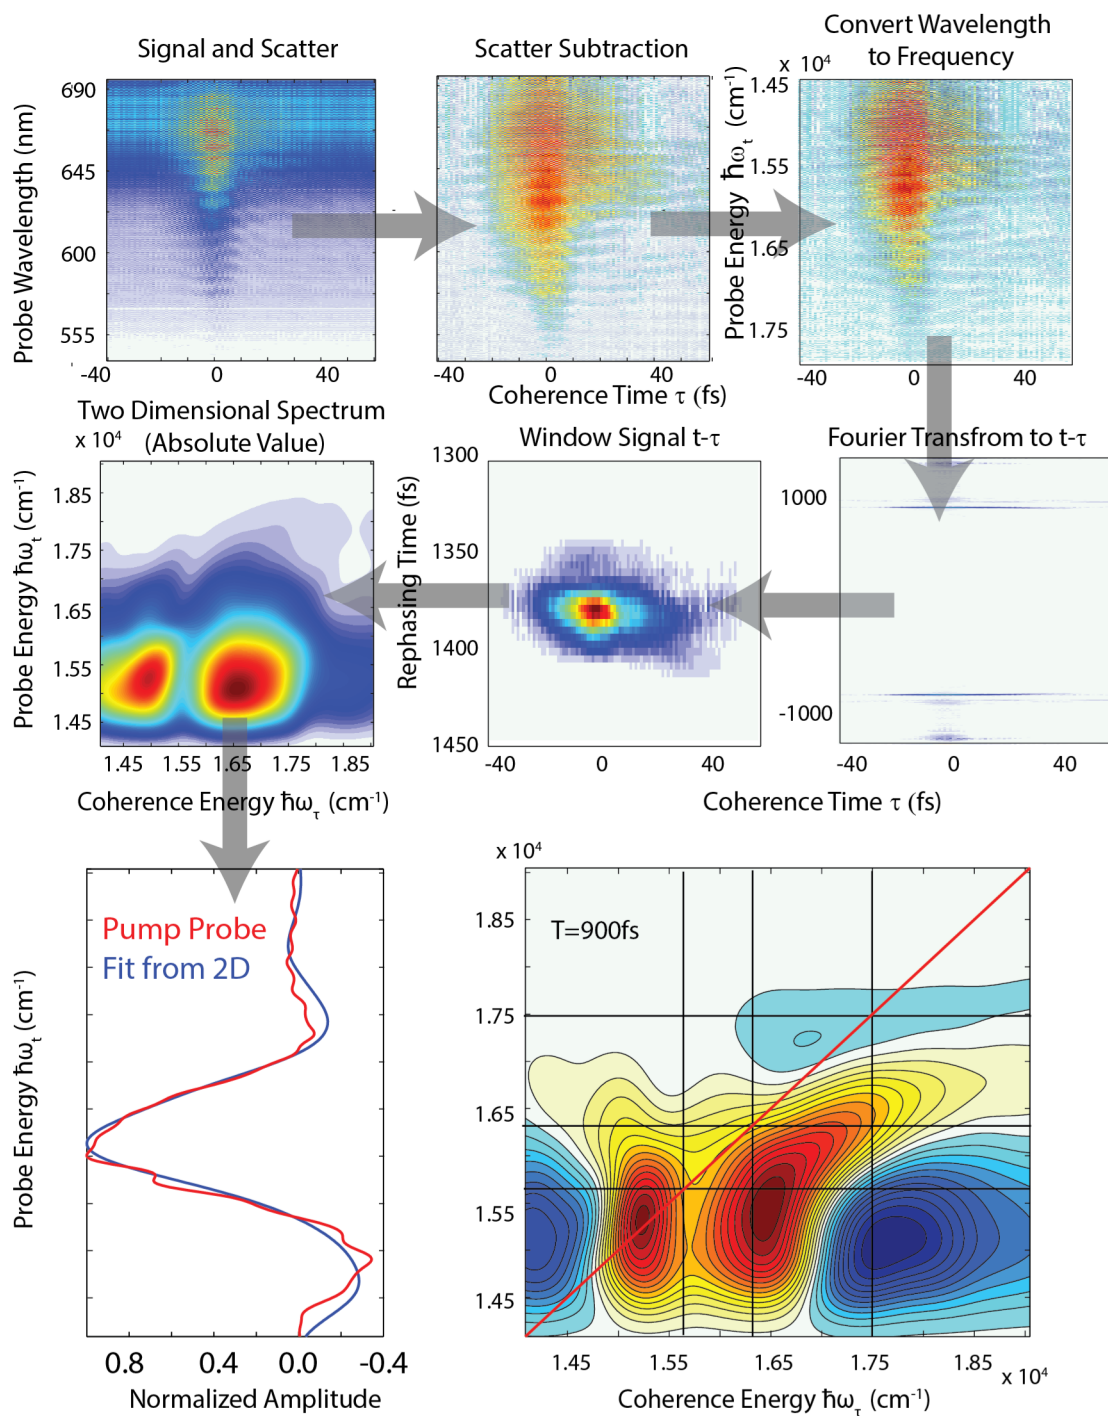 Signal and Scatter
Scatter Subtraction
Convert Wavelength
to Frequency
x 10⁴
Probe Wavelength (nm)
690
645
600
555
-40
0
40
-40
0
40
Coherence Time τ (fs)
Probe Energy ħωₜ (cm⁻¹)
1.45
1.55
1.65
1.75
-40
0
40
Two Dimensional Spectrum
(Absolute Value)
x 10⁴
Probe Energy ħωₜ (cm⁻¹)
1.85
1.75
1.65
1.55
1.45
1.45
1.55
1.65
1.75
1.85
Coherence Energy ħω_τ (cm⁻¹)
Window Signal t-τ
Rephasing Time (fs)
1300
1350
1400
1450
-40
0
40
Fourier Transfrom to t-τ
1000
-1000
-40
0
40
Coherence Time τ (fs)
Pump Probe
Fit from 2D
Probe Energy ħωₜ (cm⁻¹)
0.8
0.4
0.0
-0.4
Normalized Amplitude
x 10⁴
T=900fs
1.85
1.75
1.65
1.55
1.45
1.45
1.55
1.65
1.75
1.85
x 10⁴
Coherence Energy ħω_τ (cm⁻¹)